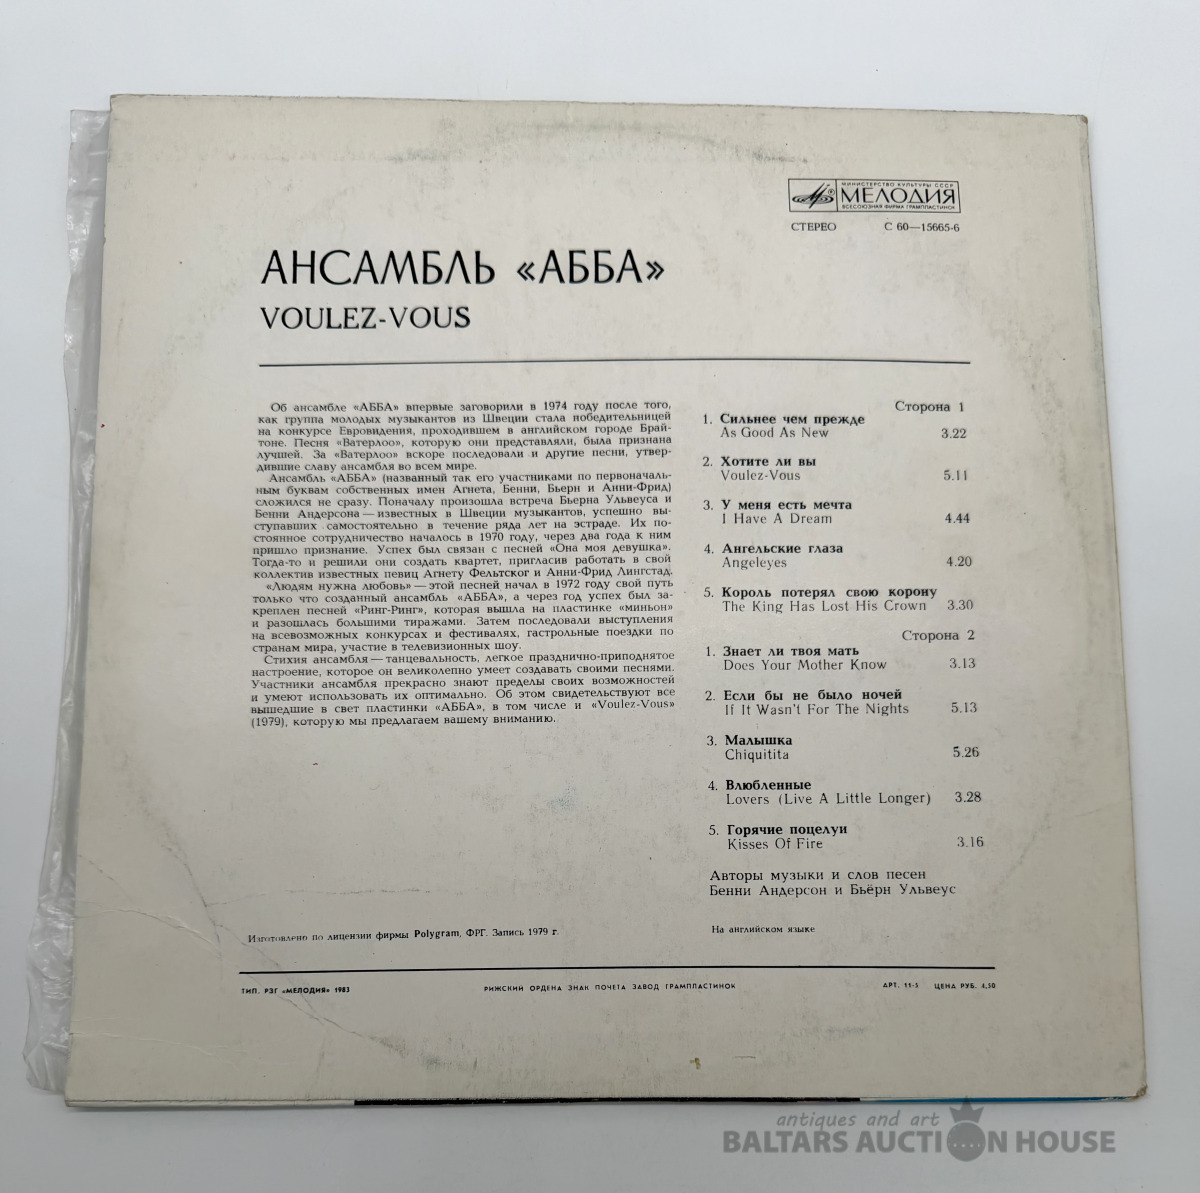 МИНИСТЕРСТВО КУЛЬТУРЫ СССР
МЕЛОДИЯ
ВСЕСОЮЗНАЯ ФИРМА ГРАМПЛАСТИНОК
СТЕРЕО С 60—15665-6
АНСАМБЛЬ «АББА»
VOULEZ-VOUS
Об ансамбле «АББА» впервые заговорили в 1974 году после того,
как группа молодых музыкантов из Швеции стала победительницей
на конкурсе Евровидения, проходившем в английском городе Брай-
тоне. Песня «Ватерлоо», которую они представляли, была признана
лучшей. За «Ватерлоо» вскоре последовали и другие песни, утвер-
дившие славу ансамбля во всем мире.
Ансамбль «АББА» (названный так его участниками по первоначаль-
ным буквам собственных имен Агнета, Бенни, Бьерн и Анни-Фрид)
сложился не сразу. Поначалу произошла встреча Бьерна Ульвеуса и
Бенни Андерсона — известных в Швеции музыкантов, успешно вы-
ступавших самостоятельно в течение ряда лет на эстраде. Их по-
стоянное сотрудничество началось в 1970 году, через два года к ним
пришло признание. Успех был связан с песней «Она моя девушка».
Тогда-то и решили они создать квартет, пригласив работать в свой
коллектив известных певиц Агнету Фельтског и Анни-Фрид Лингстад.
«Людям нужна любовь» — этой песней начал в 1972 году свой путь
только что созданный ансамбль «АББА», а через год успех был за-
креплен песней «Ринг-Ринг», которая вышла на пластинке «миньон»
и разошлась большими тиражами. Затем последовали выступления
на всевозможных конкурсах и фестивалях, гастрольные поездки по
странам мира, участие в телевизионных шоу.
Стихия ансамбля — танцевальность, легкое празднично-приподнятое
настроение, которое он великолепно умеет создавать своими песнями.
Участники ансамбля прекрасно знают пределы своих возможностей
и умеют использовать их оптимально. Об этом свидетельствуют все
вышедшие в свет пластинки «АББА», в том числе и «Voulez-Vous»
(1979), которую мы предлагаем вашему вниманию.
Сторона 1
1. Сильнее чем прежде
As Good As New 3.22
2. Хотите ли вы
Voulez-Vous 5.11
3. У меня есть мечта
I Have A Dream 4.44
4. Ангельские глаза
Angeleyes 4.20
5. Король потерял свою корону
The King Has Lost His Crown 3.30
Сторона 2
1. Знает ли твоя мать
Does Your Mother Know 3.13
2. Если бы не было ночей
If It Wasn't For The Nights 5.13
3. Малышка
Chiquitita 5.26
4. Влюбленные
Lovers (Live A Little Longer) 3.28
5. Горячие поцелуи
Kisses Of Fire 3.16
Авторы музыки и слов песен
Бенни Андерсон и Бьёрн Ульвеус
Изготовлено по лицензии фирмы Polygram, ФРГ. Запись 1979 г.
На английском языке
ТИП. РЗГ «МЕЛОДИЯ» 1983 РИЖСКИЙ ОРДЕНА ЗНАК ПОЧЕТА ЗАВОД ГРАМПЛАСТИНОК АРТ. 11-5 ЦЕНА РУБ. 4,50
antiques and art
BALTARS AUCTION HOUSE